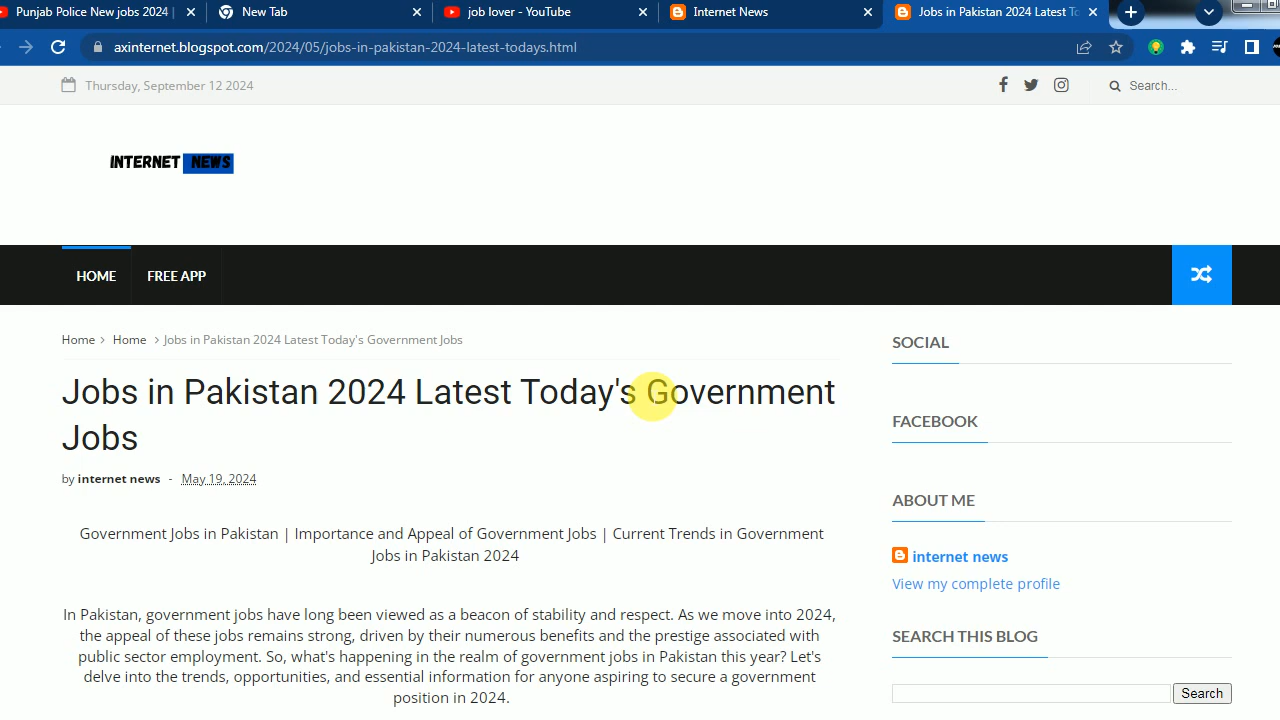 Punjab Police New jobs 2024 |
New Tab
job lover - YouTube
Internet News
Jobs in Pakistan 2024 Latest To
axinternet.blogspot.com/2024/05/jobs-in-pakistan-2024-latest-todays.html
Thursday, September 12 2024
Search...
INTERNET NEWS
HOME
FREE APP
Home > Home > Jobs in Pakistan 2024 Latest Today's Government Jobs
Jobs in Pakistan 2024 Latest Today's Government
Jobs
by internet news - May 19, 2024
Government Jobs in Pakistan | Importance and Appeal of Government Jobs | Current Trends in Government
Jobs in Pakistan 2024
In Pakistan, government jobs have long been viewed as a beacon of stability and respect. As we move into 2024,
the appeal of these jobs remains strong, driven by their numerous benefits and the prestige associated with
public sector employment. So, what's happening in the realm of government jobs in Pakistan this year? Let's
delve into the trends, opportunities, and essential information for anyone aspiring to secure a government
position in 2024.
SOCIAL
FACEBOOK
ABOUT ME
internet news
View my complete profile
SEARCH THIS BLOG
Search